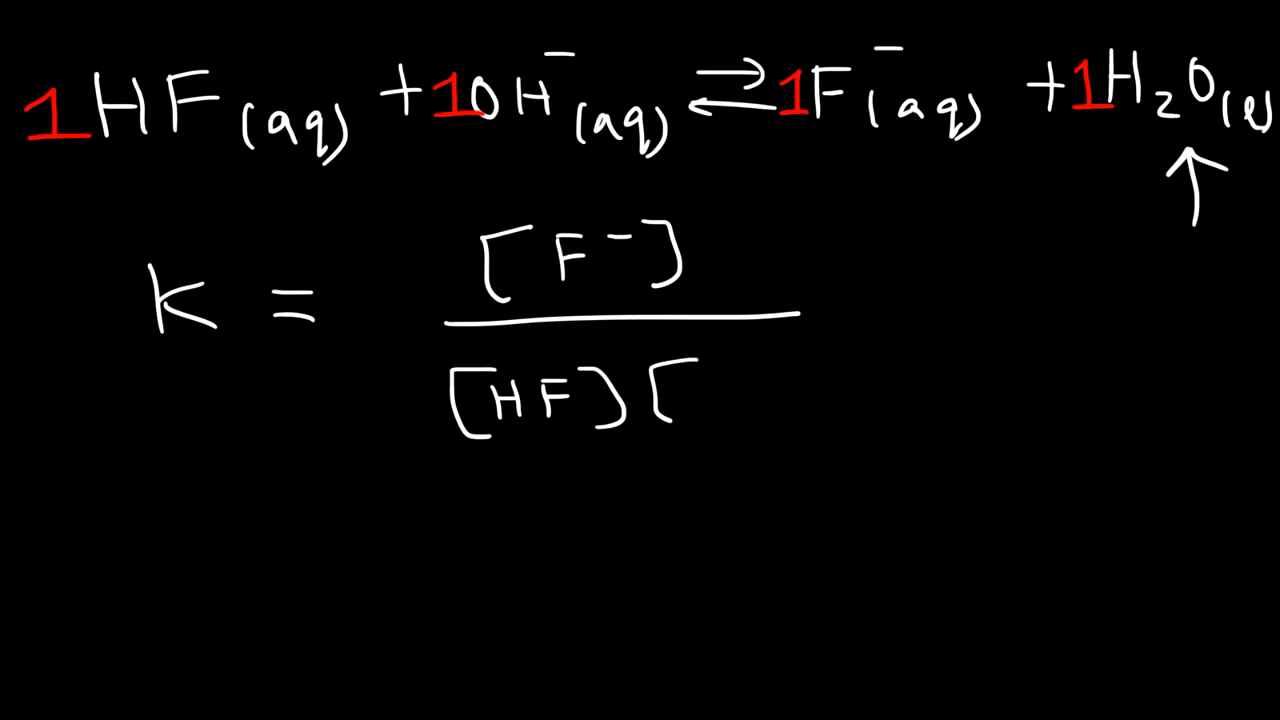 1HF(aq) + 1OH⁻(aq) ⇌ 1F⁻(aq) + 1H₂O(l)
K = [F⁻]
[HF][